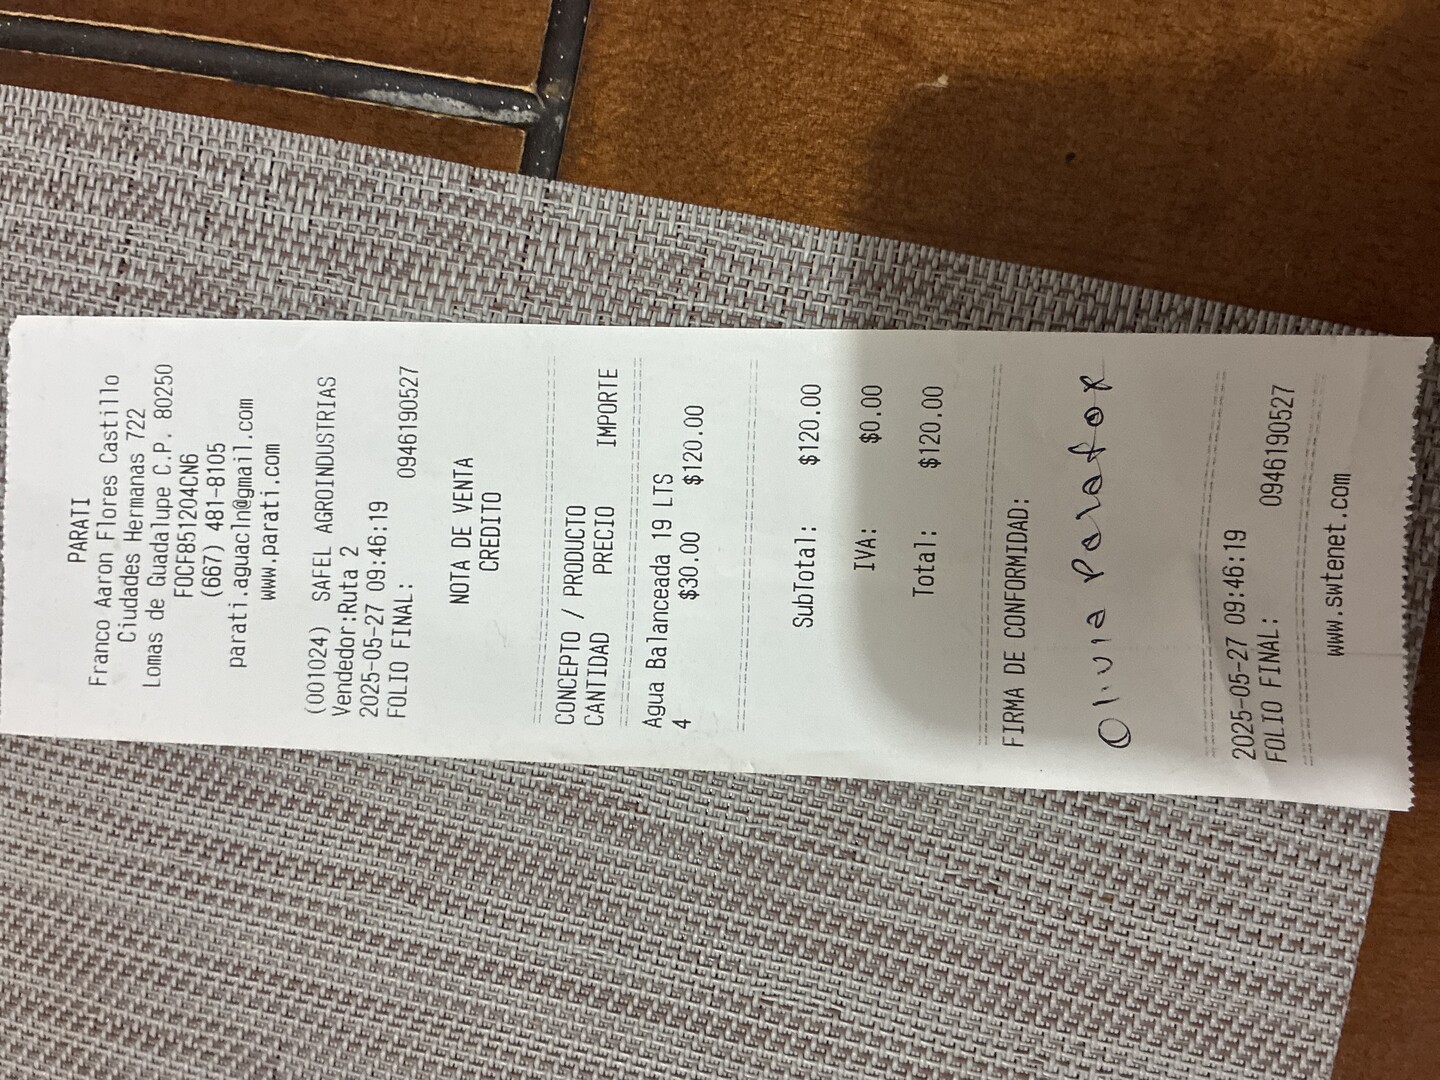 PARATI
Franco Aaron Flores Castillo
Ciudades Hermanas 722
Lomas de Guadalupe C.P. 80250
FOCF851204CN6
(667) 481-8105
parati.aguacln@gmail.com
www.parati.com
(001024) SAFEL AGROINDUSTRIAS
Vendedor:Ruta 2
2025-05-27 09:46:19
FOLIO FINAL: 0946190527
NOTA DE VENTA
CREDITO
CONCEPTO / PRODUCTO
CANTIDAD PRECIO IMPORTE
Agua Balanceada 19 LTS
4 $30.00 $120.00
SubTotal: $120.00
IVA: $0.00
Total: $120.00
FIRMA DE CONFORMIDAD:
Olivia
2025-05-27 09:46:19
FOLIO FINAL: 0946190527
www.swtenet.com